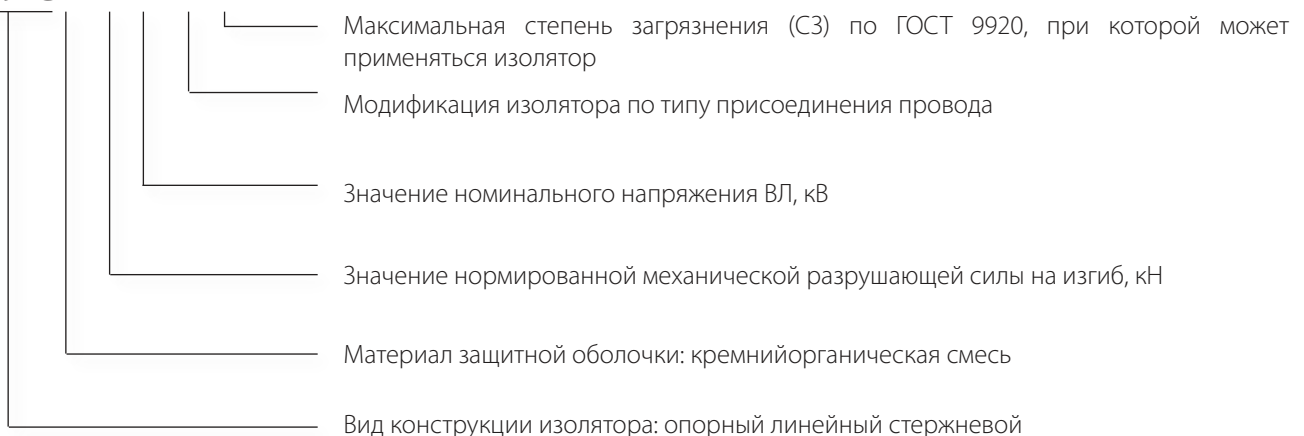 Максимальная степень загрязнения (СЗ) по ГОСТ 9920, при которой может
применяться изолятор
Модификация изолятора по типу присоединения провода
Значение номинального напряжения ВЛ, кВ
Значение нормированной механической разрушающей силы на изгиб, кН
Материал защитной оболочки: кремнийорганическая смесь
Вид конструкции изолятора: опорный линейный стержневой